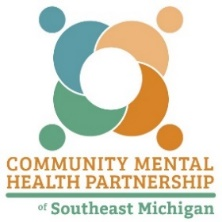 COMMUNITY MENTAL
HEALTH PARTNERSHIP
of Southeast Michigan